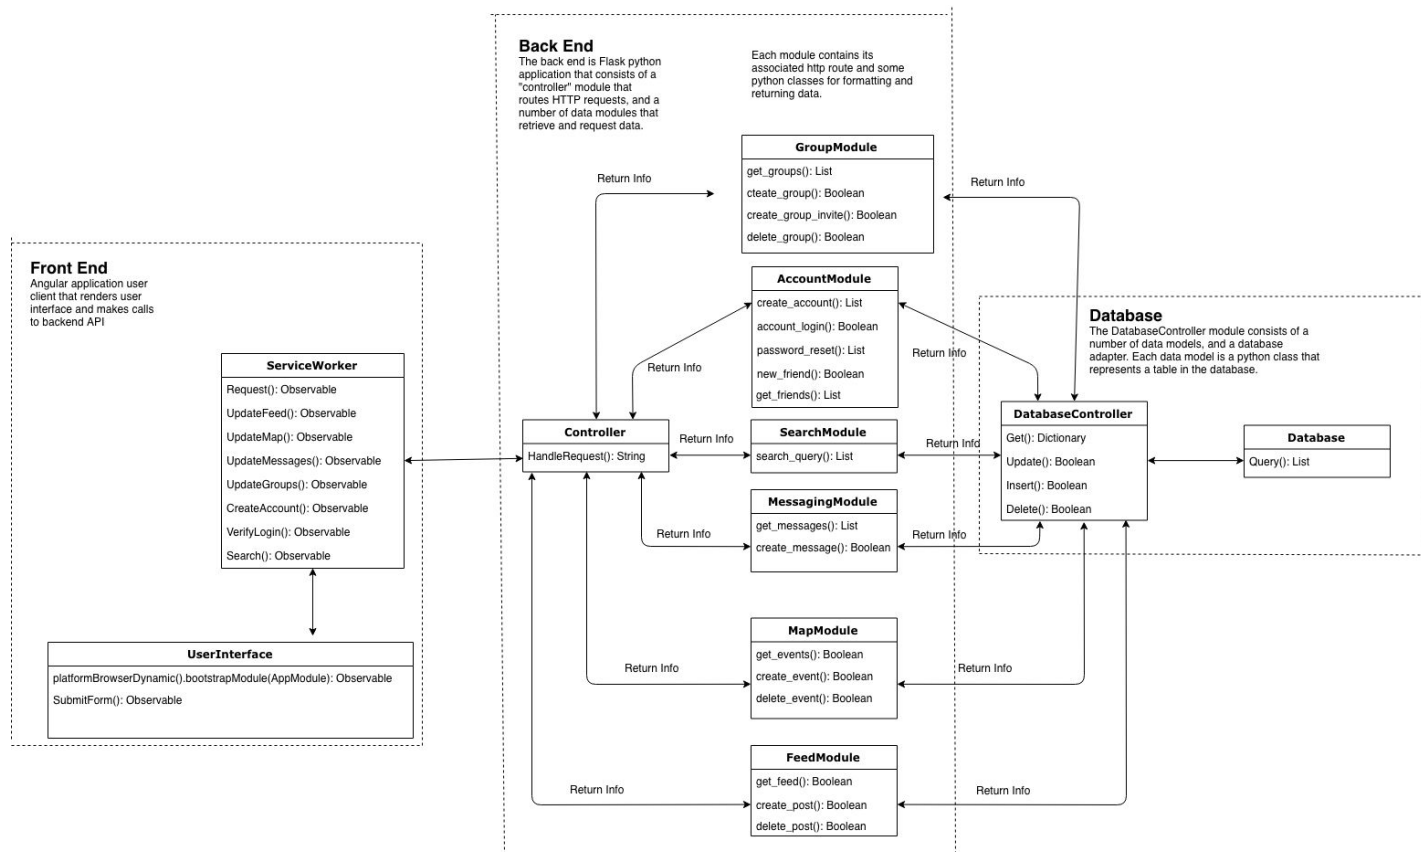 Back End
The back end is Flask python
application that consists of a
"controller" module that
routes HTTP requests, and a
number of data modules that
retrieve and request data.
Each module contains its
associated http route and some
python classes for formatting and
returning data.
GroupModule
get_groups(): List
cteate_group(): Boolean
create_group_invite(): Boolean
delete_group(): Boolean
Return Info
Return Info
Front End
Angular application user
client that renders user
interface and makes calls
to backend API
ServiceWorker
Request(): Observable
UpdateFeed(): Observable
UpdateMap(): Observable
UpdateMessages(): Observable
UpdateGroups(): Observable
CreateAccount(): Observable
VerifyLogin(): Observable
Search(): Observable
UserInterface
platformBrowserDynamic().bootstrapModule(AppModule): Observable
SubmitForm(): Observable
AccountModule
create_account(): List
account_login(): Boolean
password_reset(): List
new_friend(): Boolean
get_friends(): List
Return Info
Return Info
Controller
HandleRequest(): String
Return Info
SearchModule
search_query(): List
Return Info
MessagingModule
get_messages(): List
create_message(): Boolean
Return Info
Return Info
MapModule
get_events(): Boolean
create_event(): Boolean
delete_event(): Boolean
Return Info
Return Info
FeedModule
get_feed(): Boolean
create_post(): Boolean
delete_post(): Boolean
Return Info
Return Info
Database
The DatabaseController module consists of a
number of data models, and a database
adapter. Each data model is a python class that
represents a table in the database.
DatabaseController
Get(): Dictionary
Update(): Boolean
Insert(): Boolean
Delete(): Boolean
Database
Query(): List